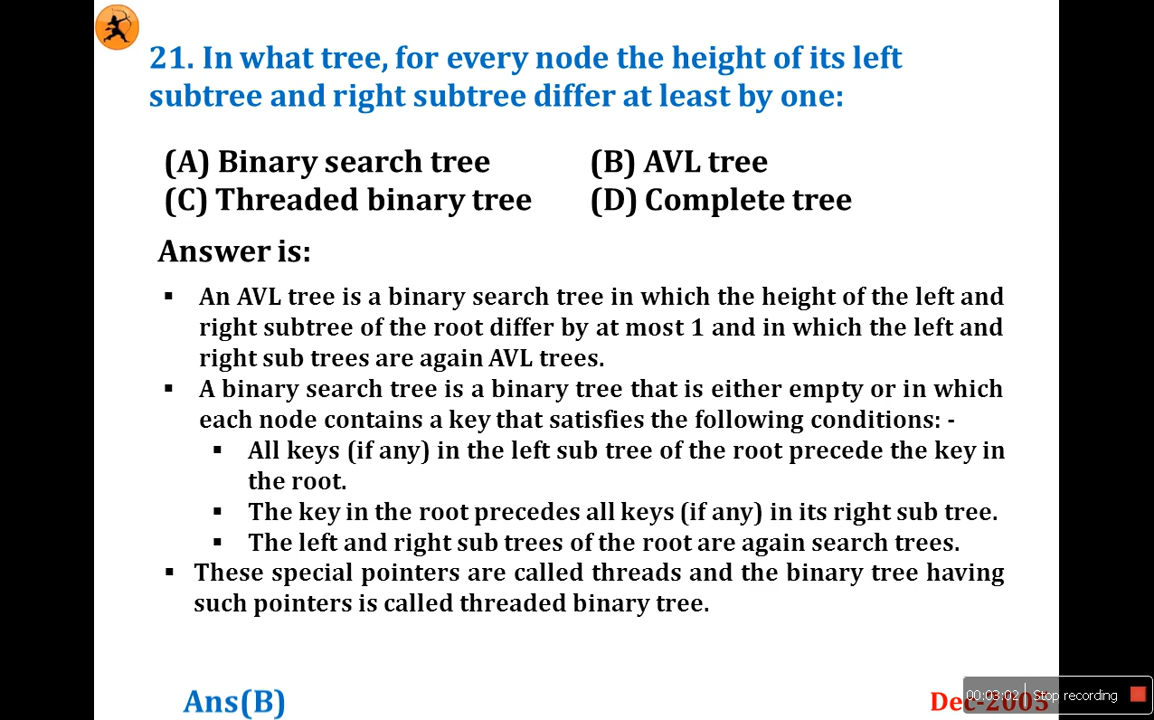 21. In what tree, for every node the height of its left
subtree and right subtree differ at least by one:
(A) Binary search tree (B) AVL tree
(C) Threaded binary tree (D) Complete tree
Answer is:
▪ An AVL tree is a binary search tree in which the height of the left and
right subtree of the root differ by at most 1 and in which the left and
right sub trees are again AVL trees.
▪ A binary search tree is a binary tree that is either empty or in which
each node contains a key that satisfies the following conditions: -
▪ All keys (if any) in the left sub tree of the root precede the key in
the root.
▪ The key in the root precedes all keys (if any) in its right sub tree.
▪ The left and right sub trees of the root are again search trees.
▪ These special pointers are called threads and the binary tree having
such pointers is called threaded binary tree.
Ans(B)
00:03:02 Stop recording